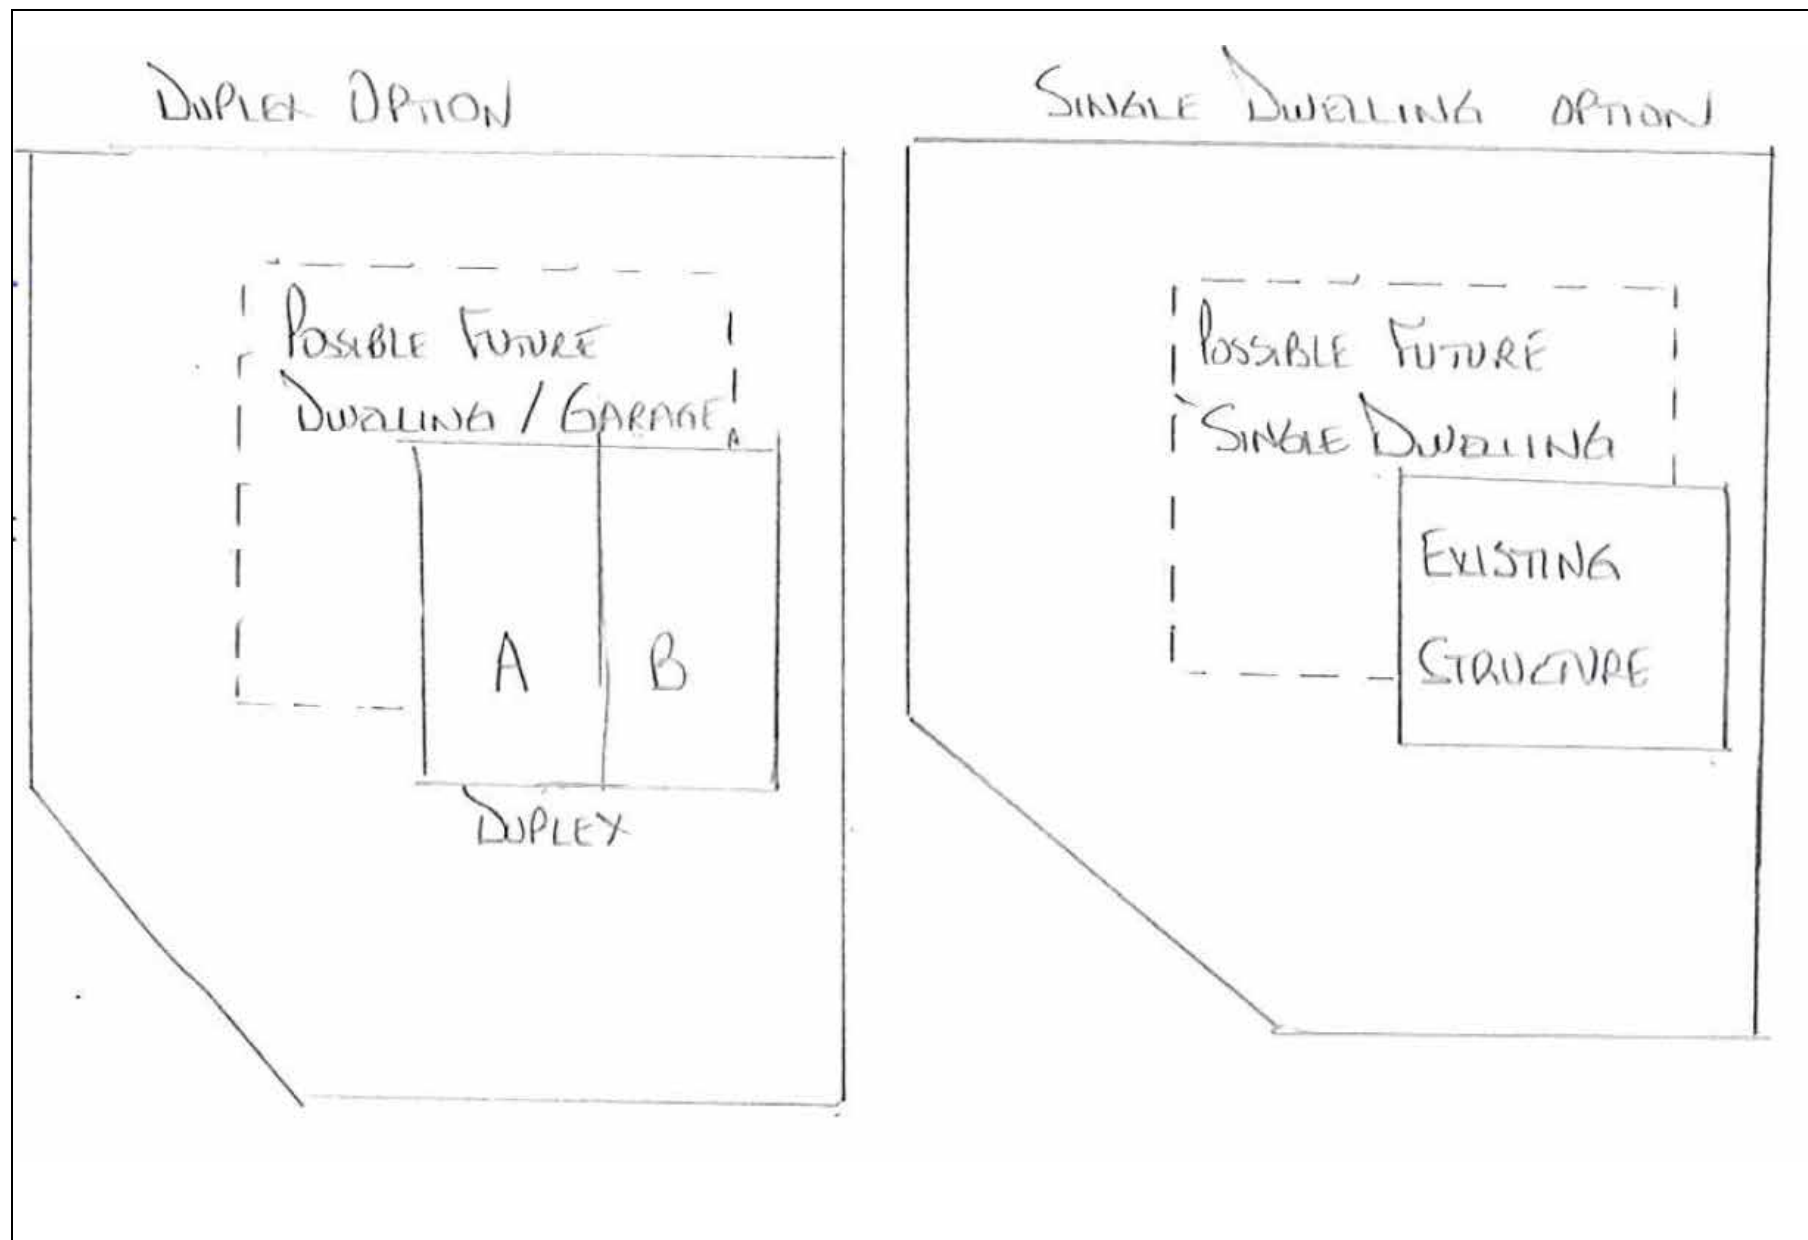 DUPLEX OPTION
POSSIBLE FUTURE
DWELLING / GARAGE
A
B
DUPLEX
SINGLE DWELLING OPTION
POSSIBLE FUTURE
SINGLE DWELLING
EXISTING
STRUCTURE